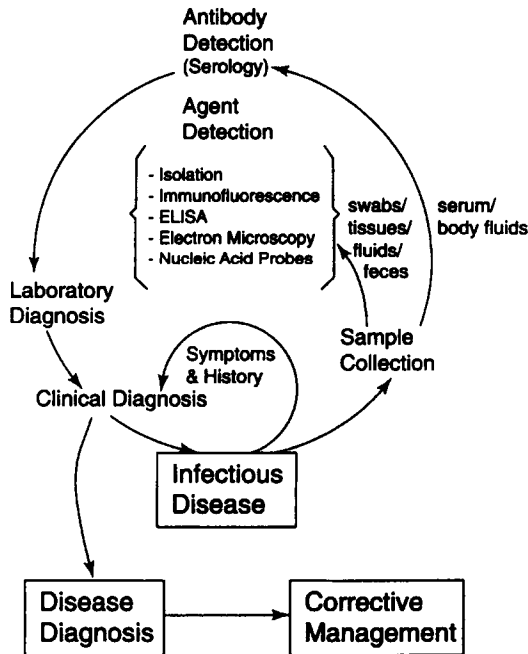 Antibody
Detection
(Serology)
Agent
Detection
- Isolation
- Immunofluorescence
- ELISA
- Electron Microscopy
- Nucleic Acid Probes
swabs/
tissues/
fluids/
feces
serum/
body fluids
Laboratory
Diagnosis
Sample
Collection
Symptoms
& History
Clinical Diagnosis
Infectious
Disease
Disease
Diagnosis
Corrective
Management